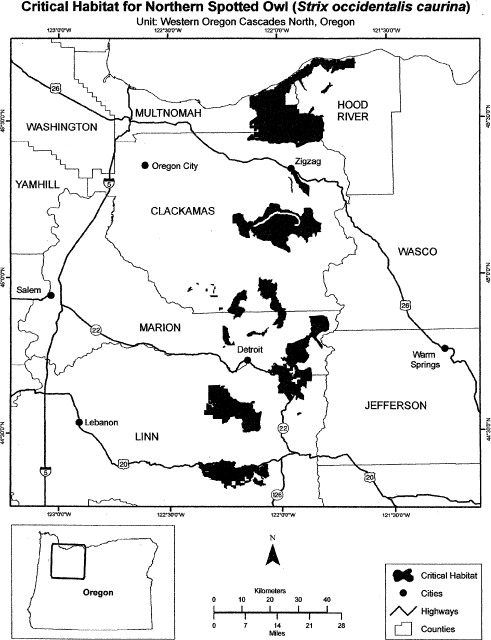 Critical Habitat for Northern Spotted Owl (Strix occidentalis caurina)
Unit: Western Oregon Cascades North, Oregon
123°0'0"W 122°30'0"W 122°0'0"W 121°30'0"W
26
HOOD
RIVER
MULTNOMAH
45°30'0"N 45°30'0"N
WASHINGTON
Zigzag
Oregon City
YAMHILL
5
CLACKAMAS
WASCO
45°0'0"N 45°0'0"N
Salem
26
22
MARION
Detroit
Warm
Springs
JEFFERSON
Lebanon
22
LINN
44°30'0"N 44°30'0"N
20
5
20
126
123°0'0"W 122°30'0"W 122°0'0"W 121°30'0"W
N
Oregon
Kilometers
0 10 20 30 40
0 7 14 21 28
Miles
Critical Habitat
Cities
Highways
Counties